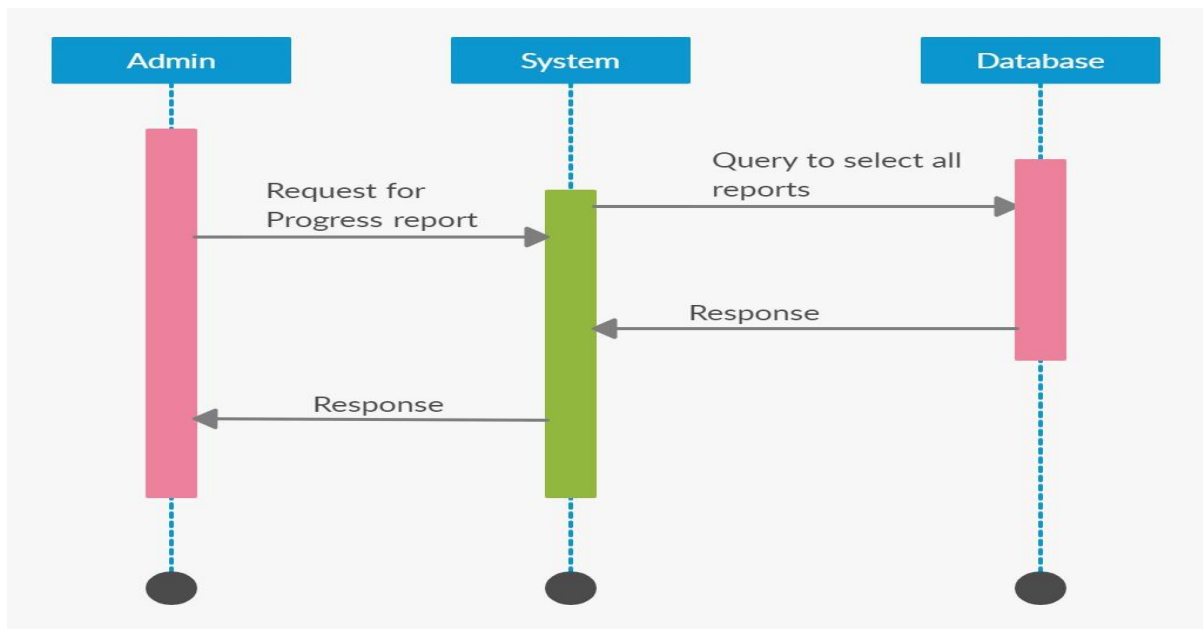 Admin
System
Database
Query to select all
reports
Request for
Progress report
Response
Response